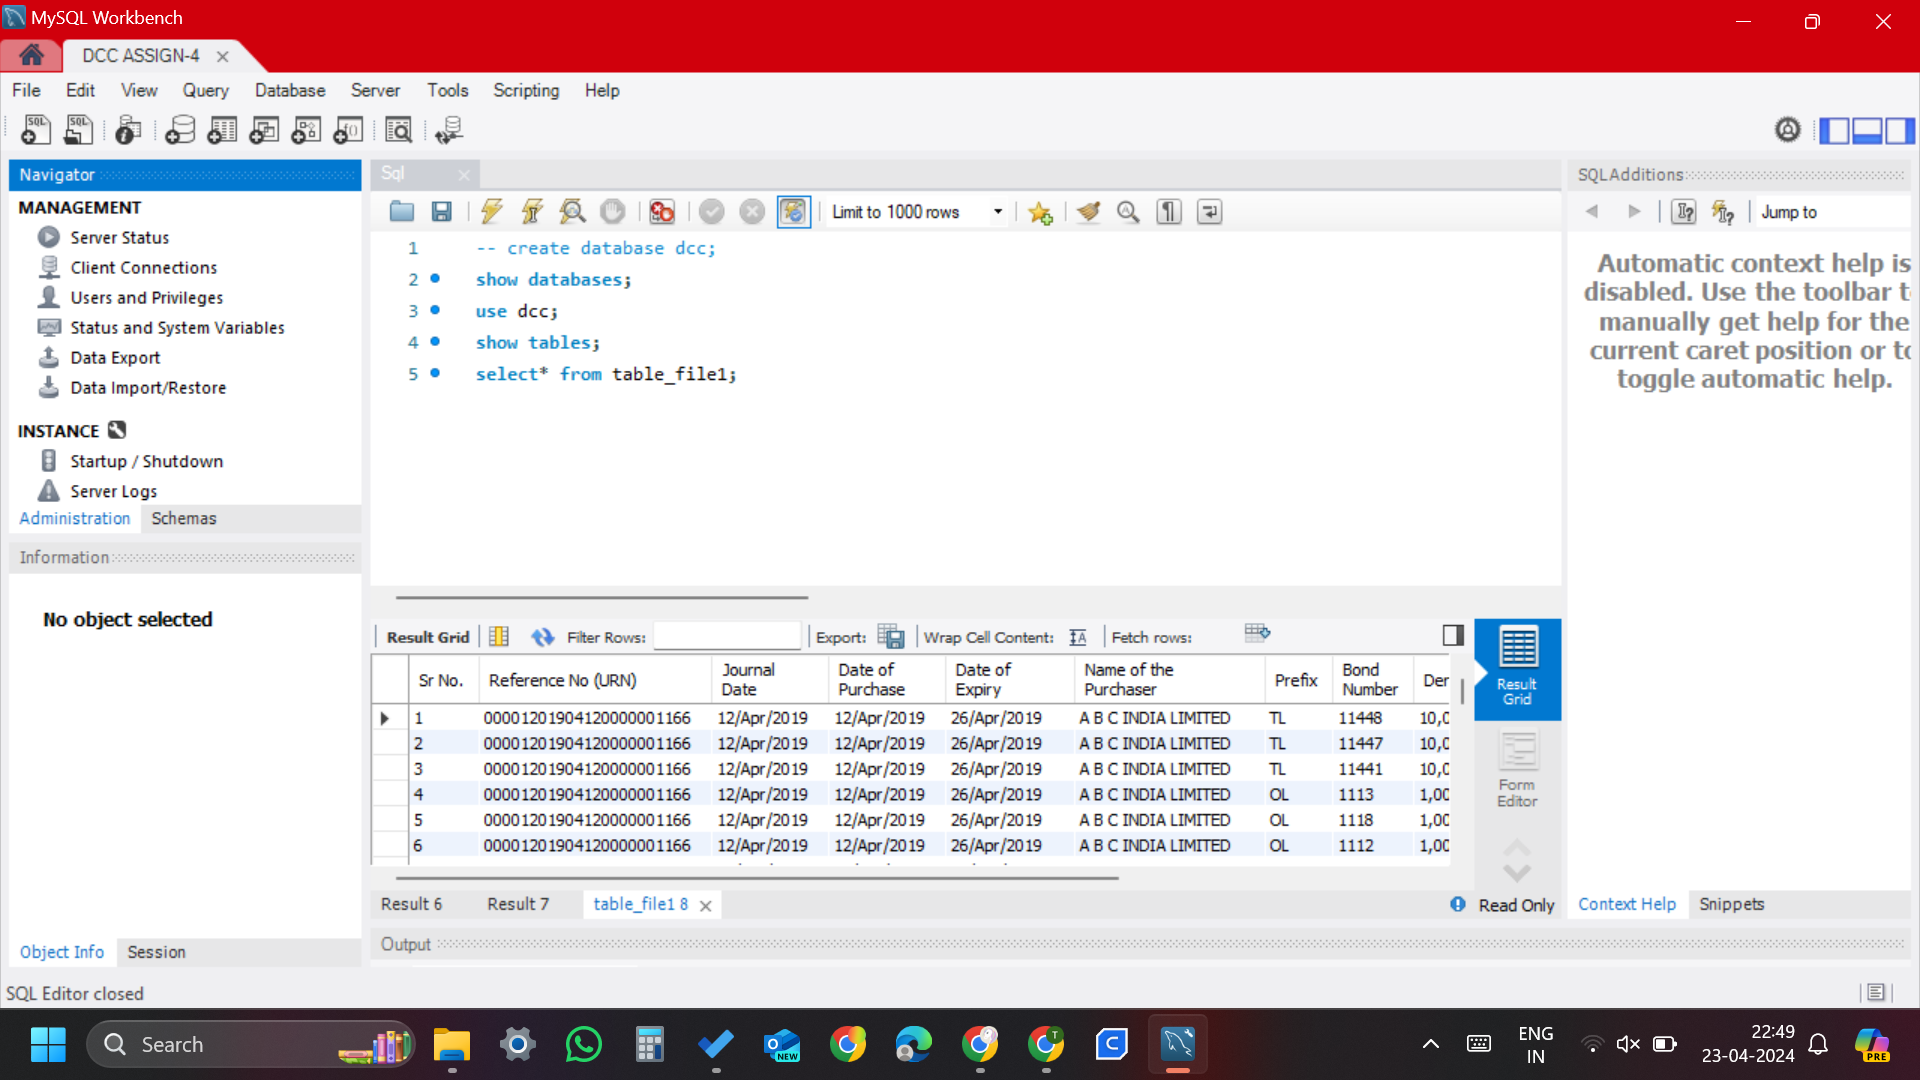 MySQL Workbench
DCC ASSIGN-4
File Edit View Query Database Server Tools Scripting Help
Navigator
MANAGEMENT
Server Status
Client Connections
Users and Privileges
Status and System Variables
Data Export
Data Import/Restore
INSTANCE
Startup / Shutdown
Server Logs
Administration Schemas
Information
No object selected
Object Info Session
Sql
Limit to 1000 rows
1 -- create database dcc;
2 show databases;
3 use dcc;
4 show tables;
5 select* from table_file1;
Result Grid Filter Rows: Export: Wrap Cell Content: Fetch rows:
Sr No. Reference No (URN) Journal Date Date of Purchase Date of Expiry Name of the Purchaser Prefix Bond Number Der
1 00001201904120000001166 12/Apr/2019 12/Apr/2019 26/Apr/2019 A B C INDIA LIMITED TL 11448 10,0
2 00001201904120000001166 12/Apr/2019 12/Apr/2019 26/Apr/2019 A B C INDIA LIMITED TL 11447 10,0
3 00001201904120000001166 12/Apr/2019 12/Apr/2019 26/Apr/2019 A B C INDIA LIMITED TL 11441 10,0
4 00001201904120000001166 12/Apr/2019 12/Apr/2019 26/Apr/2019 A B C INDIA LIMITED OL 1113 1,00
5 00001201904120000001166 12/Apr/2019 12/Apr/2019 26/Apr/2019 A B C INDIA LIMITED OL 1118 1,00
6 00001201904120000001166 12/Apr/2019 12/Apr/2019 26/Apr/2019 A B C INDIA LIMITED OL 1112 1,00
Result Grid
Form Editor
Result 6 Result 7 table_file1 8
Read Only
Output
SQLAdditions
Jump to
Automatic context help is
disabled. Use the toolbar t
manually get help for the
current caret position or to
toggle automatic help.
Context Help Snippets
SQL Editor closed
Search
NEW
T
C
ENG
IN
22:49
23-04-2024
PRE